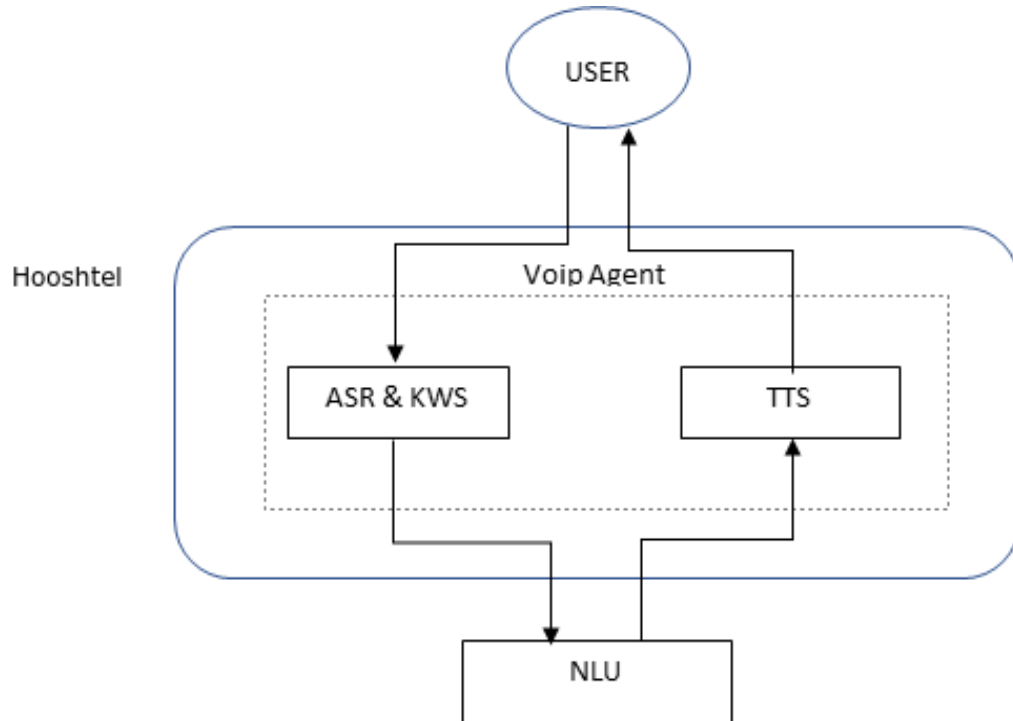 USER
Hooshtel
Voip Agent
ASR & KWS
TTS
NLU